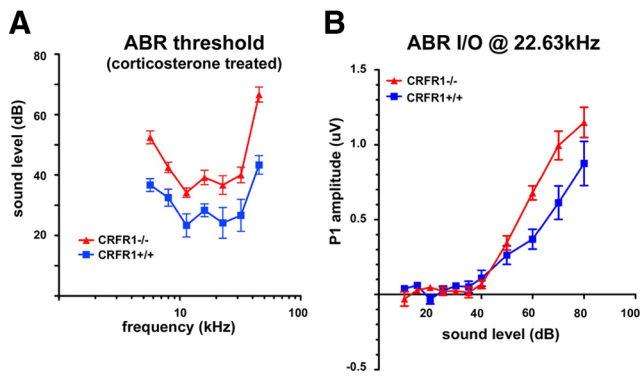 A
ABR threshold
(corticosterone treated)
80
60
40
20
sound level (dB)
CRFR1-/-
CRFR1+/+
10
100
frequency (kHz)
B
ABR I/O @ 22.63kHz
1.5
1.0
0.5
0.0
-0.5
P1 amplitude (uV)
CRFR1-/-
CRFR1+/+
20
40
60
80
100
sound level (dB)